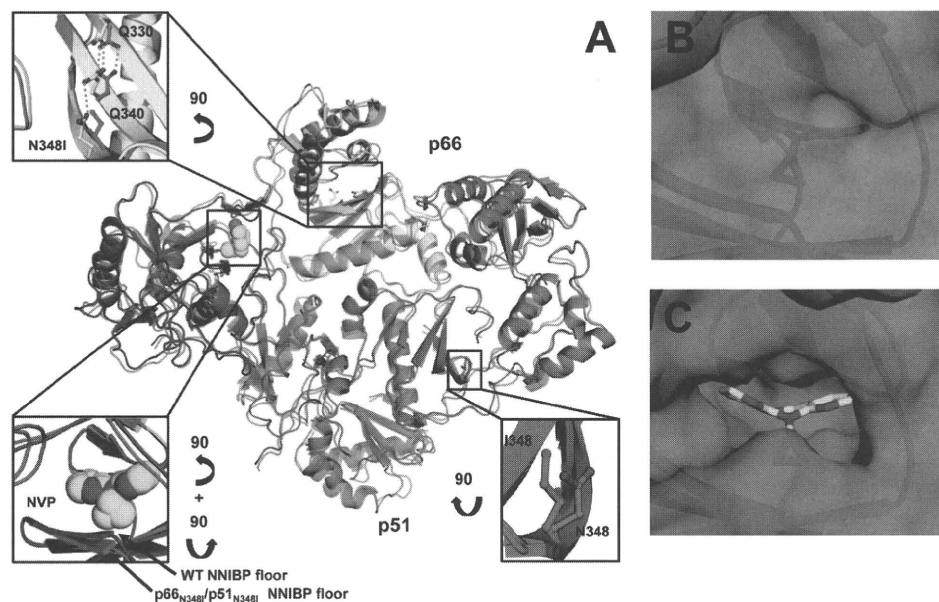 A
B
C
Q330
Q340
N348I
90
p66
NVP
90
+
90
p51
90
I348
N348
WT NNIBP floor
p66N348I/p51N348I NNIBP floor